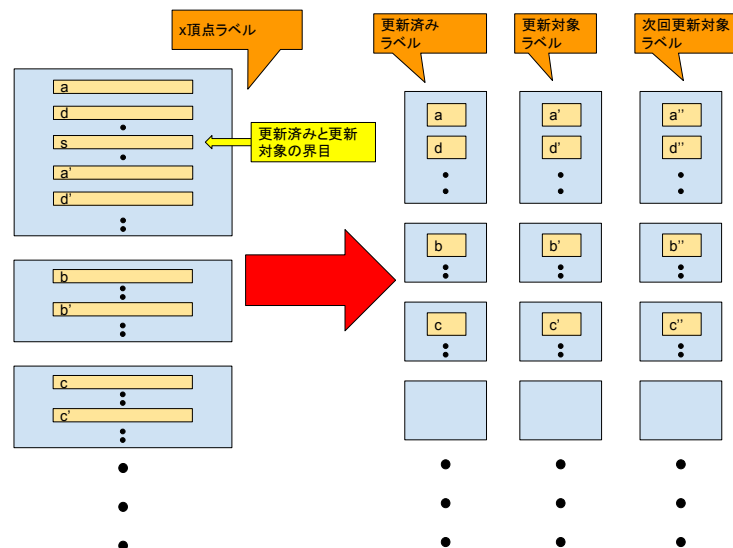 x頂点ラベル
a
d
s
a'
d'
更新済みと更新
対象の界目
b
b'
c
c'
更新済み
ラベル
更新対象
ラベル
次回更新対象
ラベル
a
d
a'
d'
a''
d''
b
b'
b''
c
c'
c''